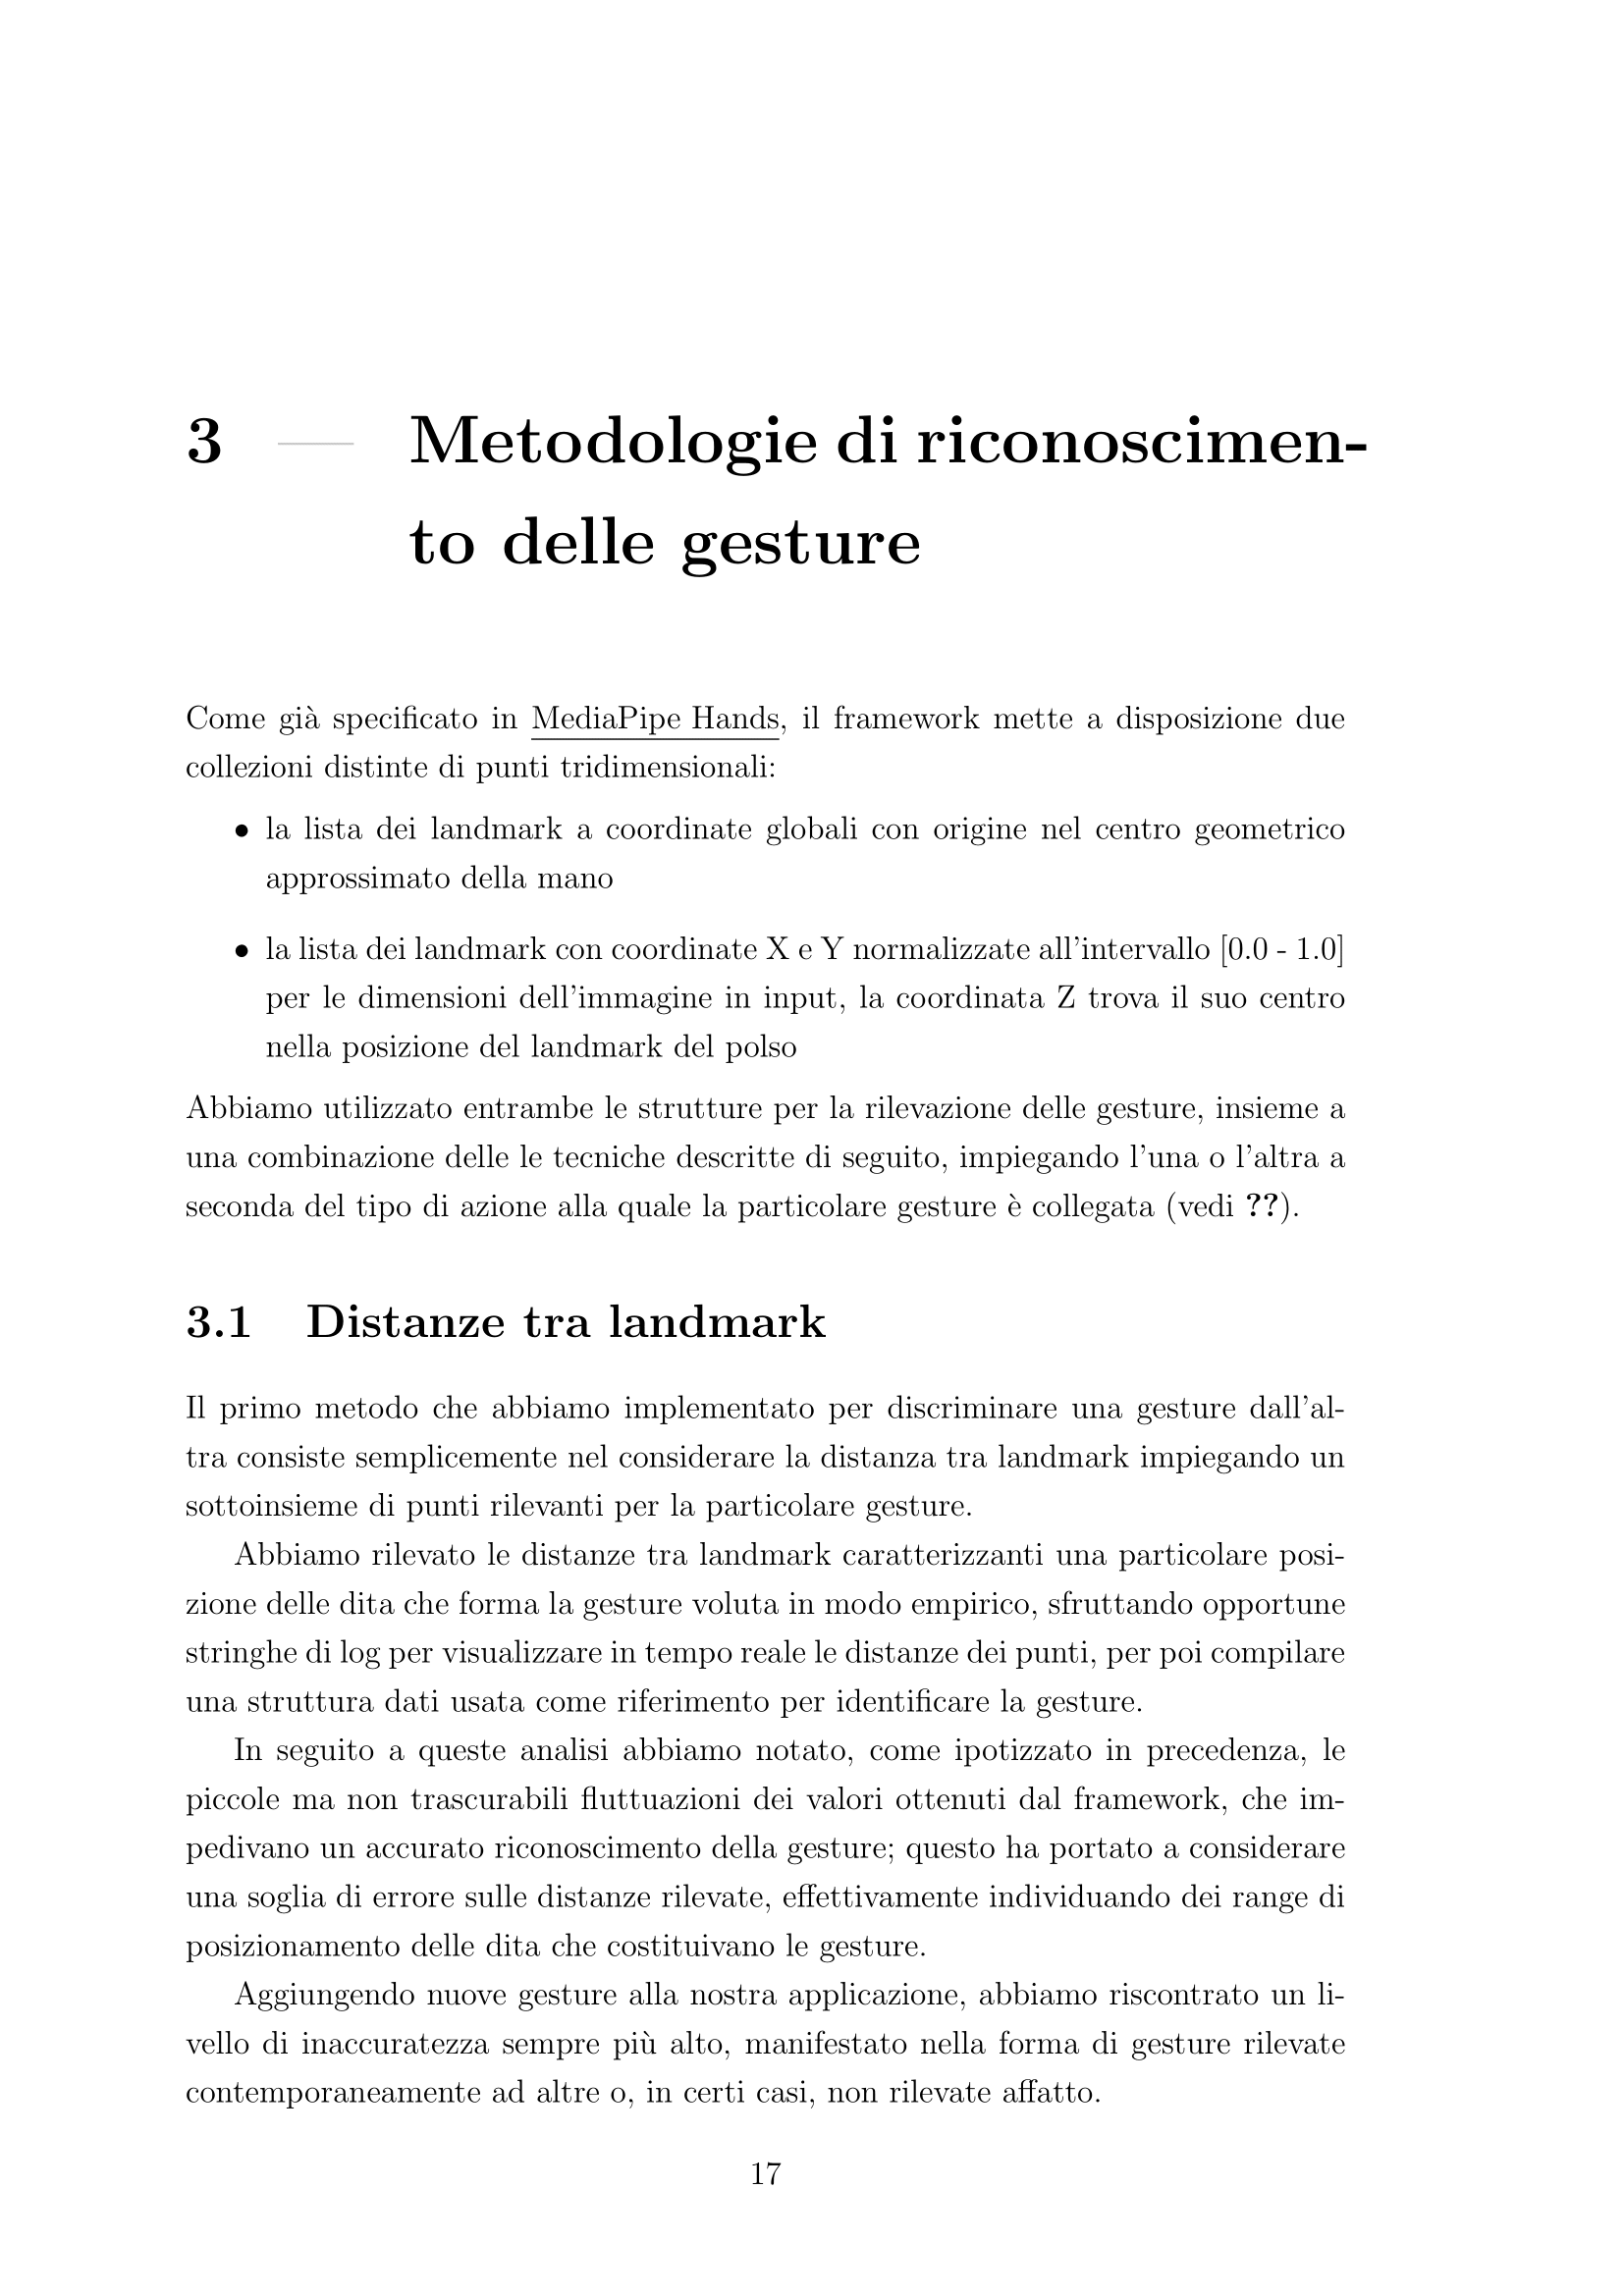 3 — Metodologie di riconoscimen-
to delle gesture
Come già specificato in MediaPipe Hands, il framework mette a disposizione due
collezioni distinte di punti tridimensionali:
• la lista dei landmark a coordinate globali con origine nel centro geometrico
approssimato della mano
• la lista dei landmark con coordinate X e Y normalizzate all'intervallo [0.0 - 1.0]
per le dimensioni dell'immagine in input, la coordinata Z trova il suo centro
nella posizione del landmark del polso
Abbiamo utilizzato entrambe le strutture per la rilevazione delle gesture, insieme a
una combinazione delle le tecniche descritte di seguito, impiegando l'una o l'altra a
seconda del tipo di azione alla quale la particolare gesture è collegata (vedi ??).
3.1 Distanze tra landmark
Il primo metodo che abbiamo implementato per discriminare una gesture dall'al-
tra consiste semplicemente nel considerare la distanza tra landmark impiegando un
sottoinsieme di punti rilevanti per la particolare gesture.
Abbiamo rilevato le distanze tra landmark caratterizzanti una particolare posi-
zione delle dita che forma la gesture voluta in modo empirico, sfruttando opportune
stringhe di log per visualizzare in tempo reale le distanze dei punti, per poi compilare
una struttura dati usata come riferimento per identificare la gesture.
In seguito a queste analisi abbiamo notato, come ipotizzato in precedenza, le
piccole ma non trascurabili fluttuazioni dei valori ottenuti dal framework, che im-
pedivano un accurato riconoscimento della gesture; questo ha portato a considerare
una soglia di errore sulle distanze rilevate, effettivamente individuando dei range di
posizionamento delle dita che costituivano le gesture.
Aggiungendo nuove gesture alla nostra applicazione, abbiamo riscontrato un li-
vello di inaccuratezza sempre più alto, manifestato nella forma di gesture rilevate
contemporaneamente ad altre o, in certi casi, non rilevate affatto.
17